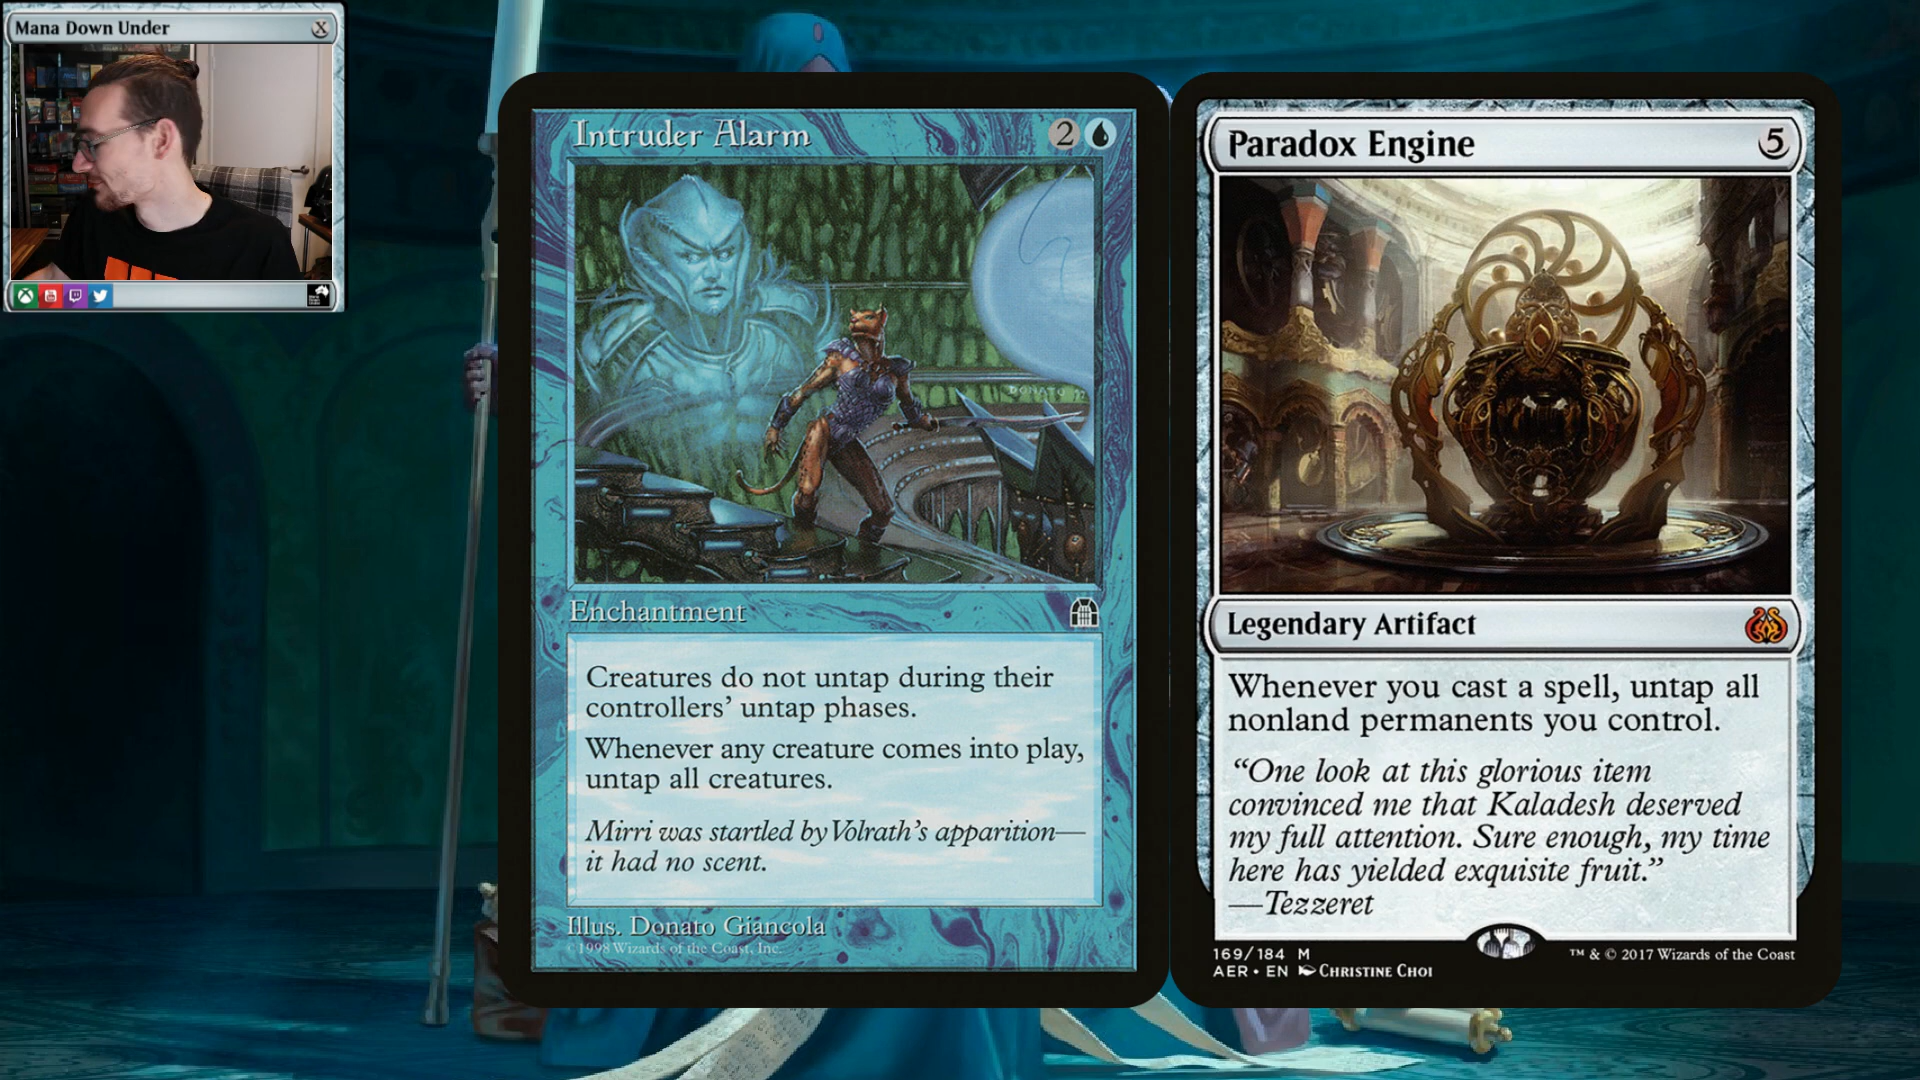 Mana Down Under X
Intruder Alarm 2
DONATO
Enchantment
Creatures do not untap during their
controllers' untap phases.
Whenever any creature comes into play,
untap all creatures.
Mirri was startled by Volrath's apparition—
it had no scent.
Illus. Donato Giancola
©1998 Wizards of the Coast, Inc.
Paradox Engine 5
Legendary Artifact
Whenever you cast a spell, untap all
nonland permanents you control.
“One look at this glorious item
convinced me that Kaladesh deserved
my full attention. Sure enough, my time
here has yielded exquisite fruit.”
—Tezzeret
169/184 M
AER • EN Christine Choi
™ & © 2017 Wizards of the Coast